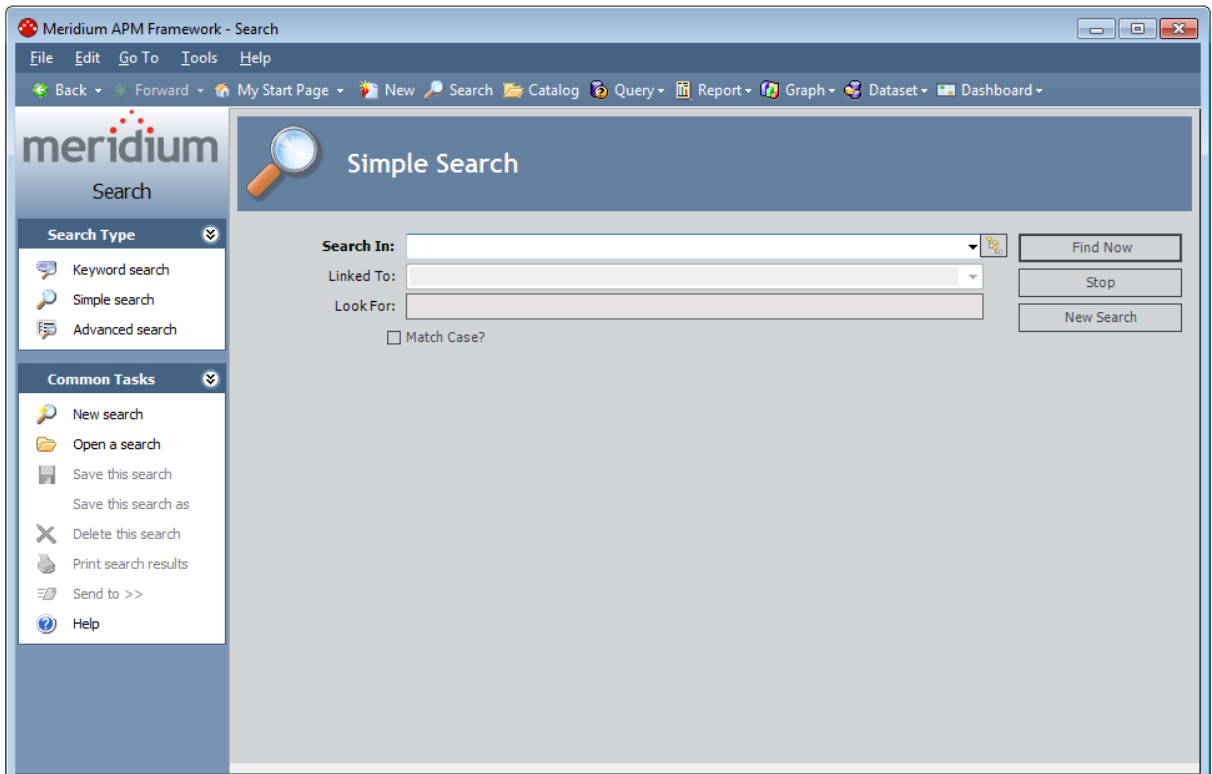 Meridium APM Framework - Search
File Edit Go To Tools Help
Back Forward My Start Page New Search Catalog Query Report Graph Dataset Dashboard
meridium
Search
Simple Search
Search Type
Keyword search
Simple search
Advanced search
Common Tasks
New search
Open a search
Save this search
Save this search as
Delete this search
Print search results
Send to >>
Help
Search In:
Linked To:
Look For:
Match Case?
Find Now
Stop
New Search